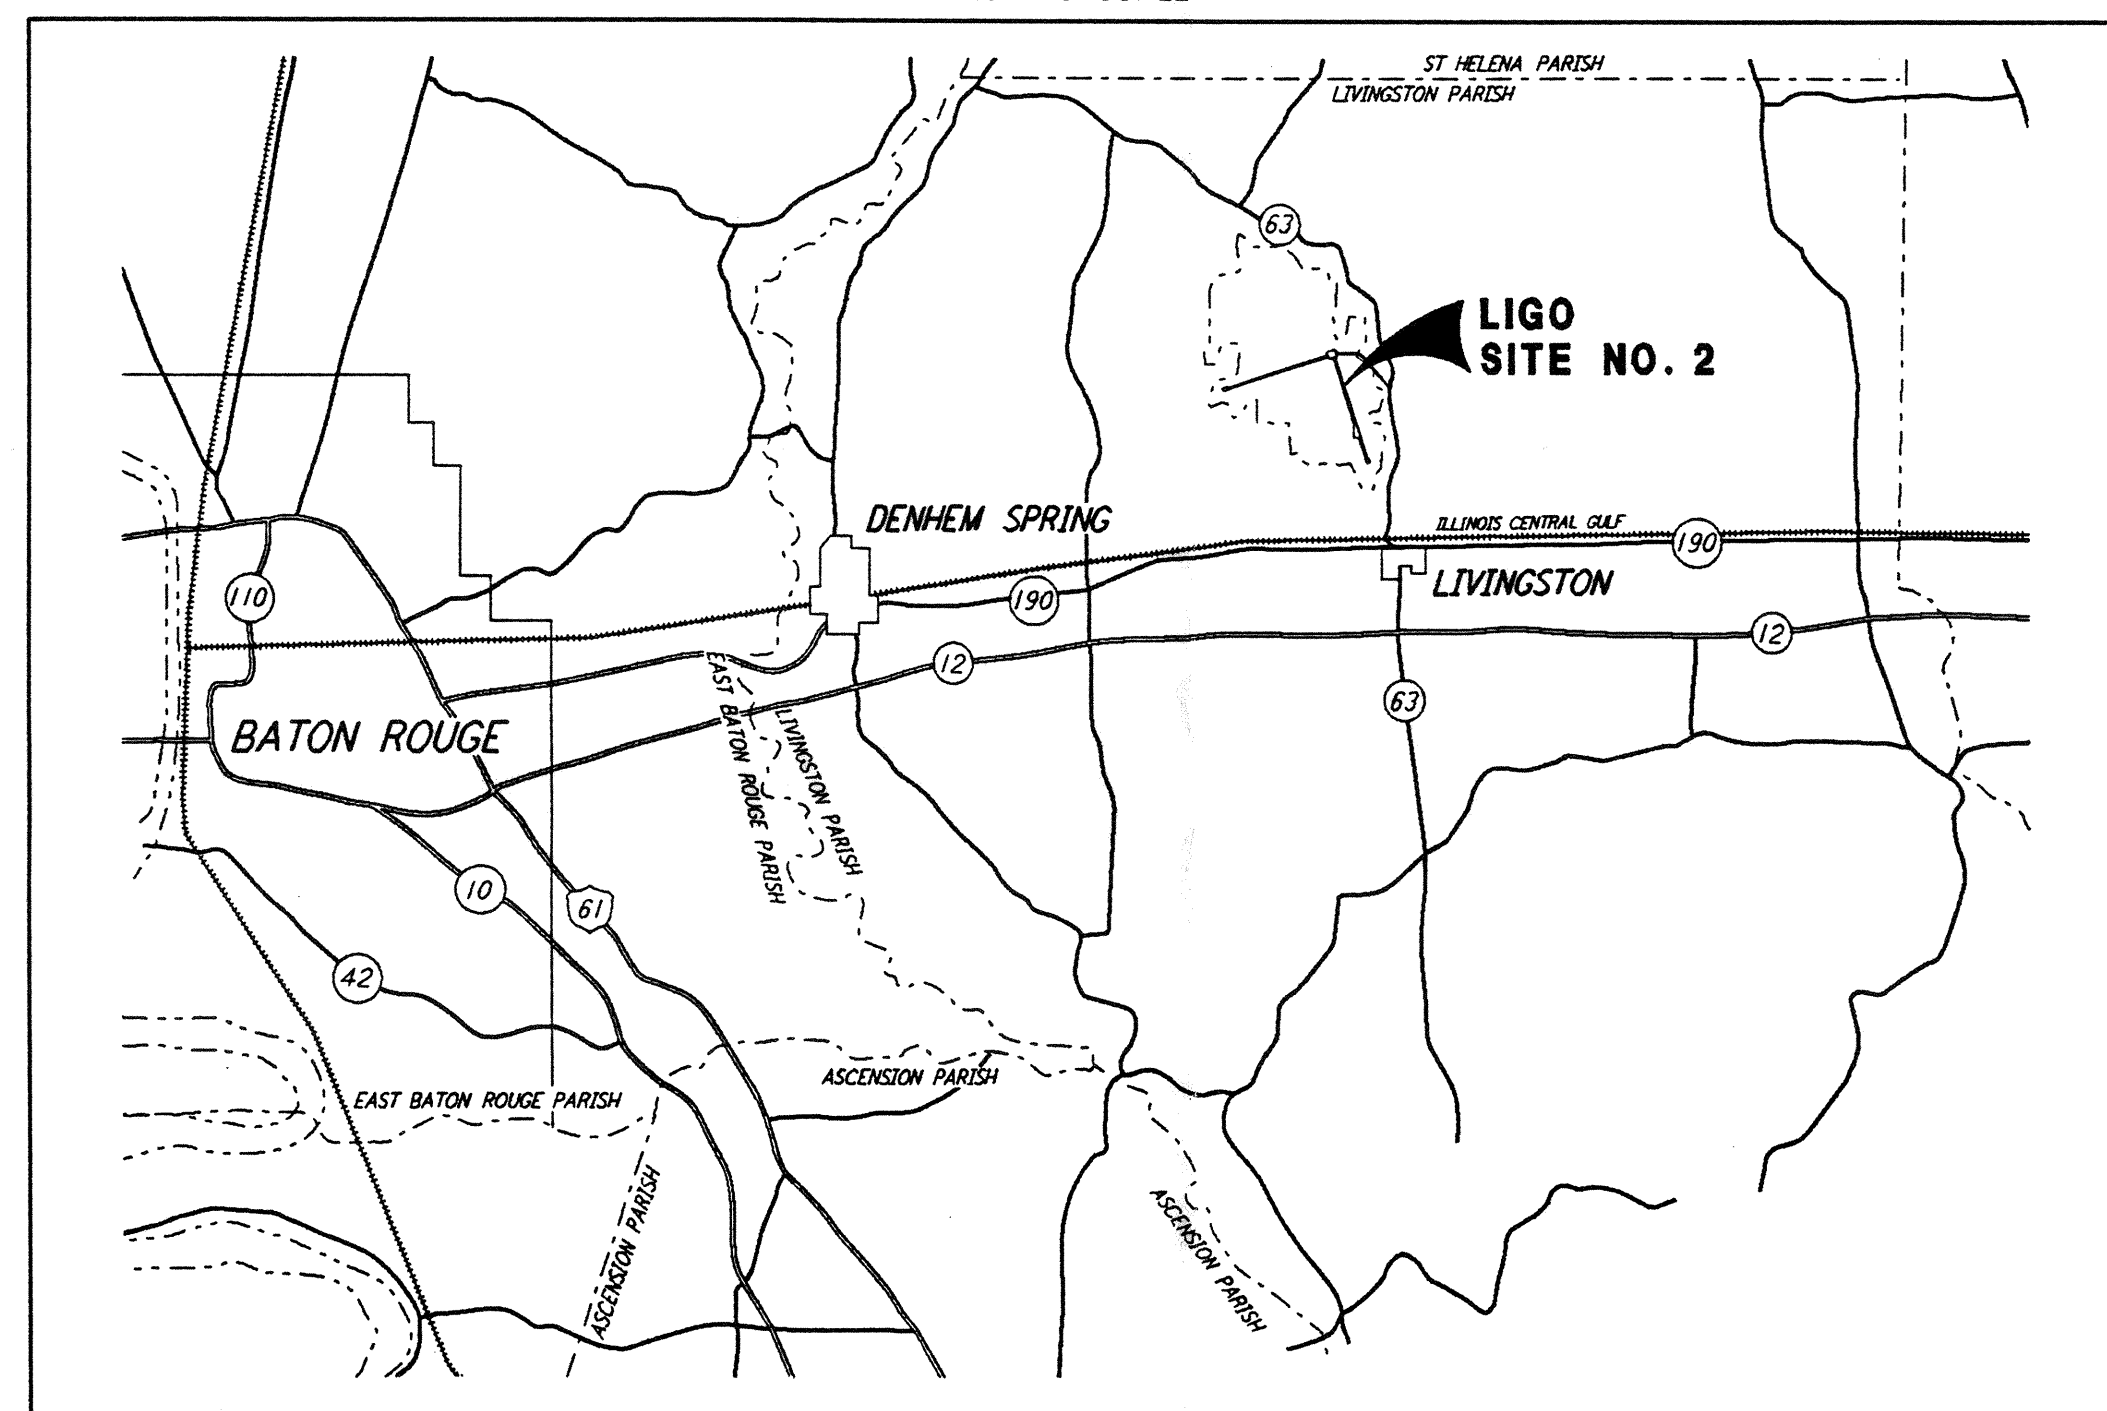 ST HELENA PARISH
LIVINGSTON PARISH
63
LIGO
SITE NO. 2
DENHEM SPRING
ILLINOIS CENTRAL GULF
190
LIVINGSTON
110
190
12
12
63
BATON ROUGE
EAST BATON ROUGE PARISH
LIVINGSTON PARISH
10
61
42
ASCENSION PARISH
EAST BATON ROUGE PARISH
ASCENSION PARISH
ASCENSION PARISH